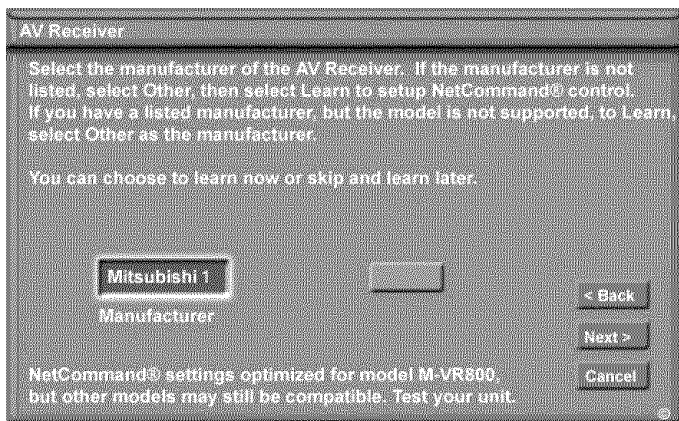 AV Receiver
Select the manufacturer of the AV Receiver. If the manufacturer is not
listed, select Other, then select Learn to setup NetCommand® control.
If you have a listed manufacturer, but the model is not supported, to Learn,
select Other as the manufacturer.
You can choose to learn now or skip and learn later.
Mitsubishi 1
Manufacturer
< Back
Next >
Cancel
NetCommand® settings optimized for model M-VR800,
but other models may still be compatible. Test your unit.
©